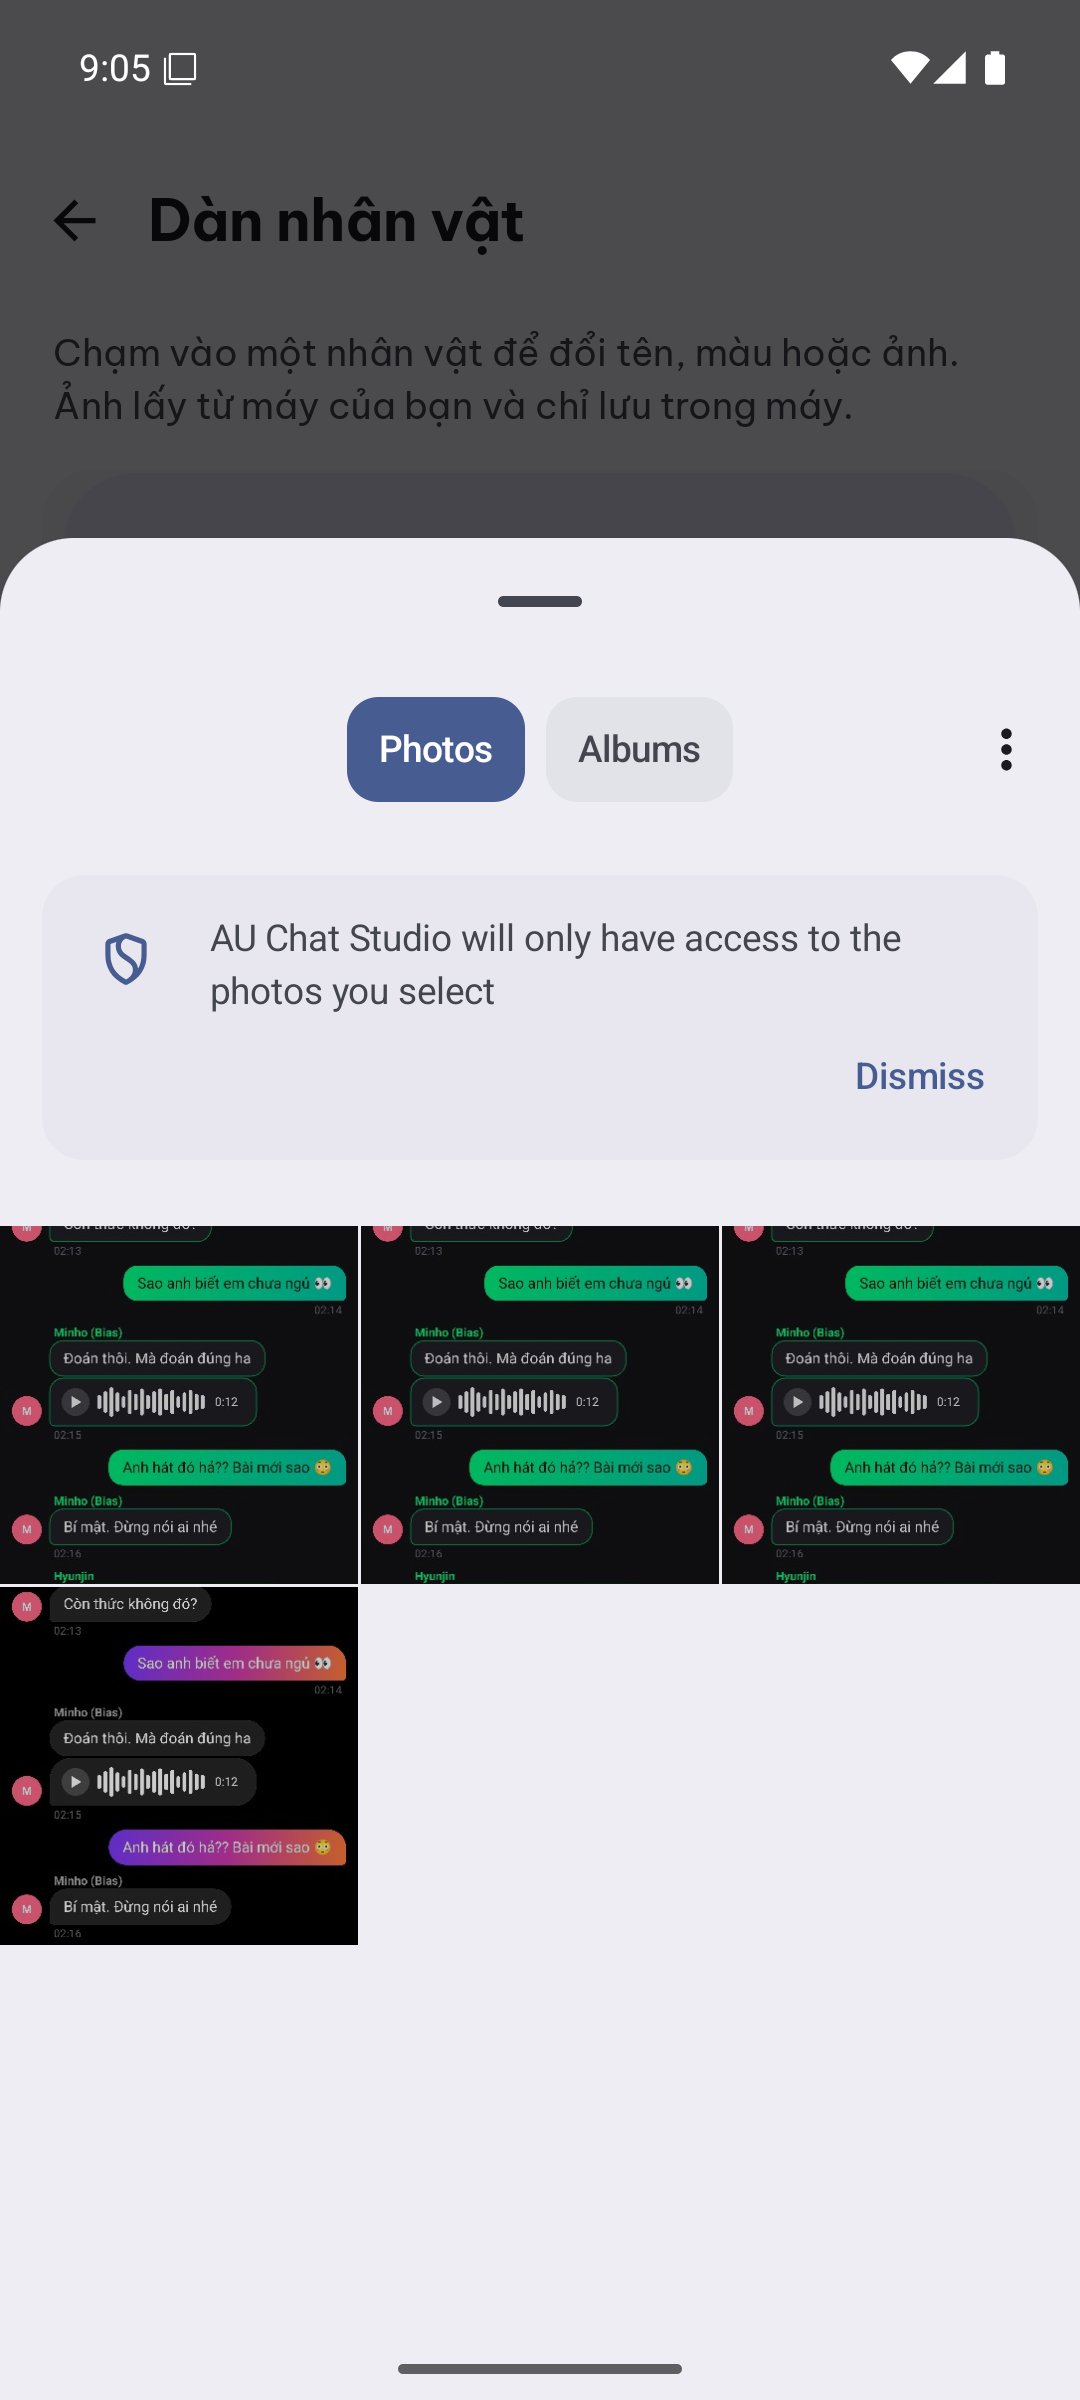 9:05
Dàn nhân vật
Chạm vào một nhân vật để đổi tên, màu hoặc ảnh.
Ảnh lấy từ máy của bạn và chỉ lưu trong máy.
Photos
Albums
AU Chat Studio will only have access to the
photos you select
Dismiss
M
02:13
Sao anh biết em chưa ngủ 👀
02:14
Minho (Bias)
Đoán thôi. Mà đoán đúng ha
0:12
M
02:15
Anh hát đó hả?? Bài mới sao 😳
Minho (Bias)
M
Bí mật. Đừng nói ai nhé
02:16
Hyunjin
M
02:13
Sao anh biết em chưa ngủ 👀
02:14
Minho (Bias)
Đoán thôi. Mà đoán đúng ha
0:12
M
02:15
Anh hát đó hả?? Bài mới sao 😳
Minho (Bias)
M
Bí mật. Đừng nói ai nhé
02:16
Hyunjin
M
02:13
Sao anh biết em chưa ngủ 👀
02:14
Minho (Bias)
Đoán thôi. Mà đoán đúng ha
0:12
M
02:15
Anh hát đó hả?? Bài mới sao 😳
Minho (Bias)
M
Bí mật. Đừng nói ai nhé
02:16
Hyunjin
M
Còn thức không đó?
02:13
Sao anh biết em chưa ngủ 👀
02:14
Minho (Bias)
Đoán thôi. Mà đoán đúng ha
0:12
M
02:15
Anh hát đó hả?? Bài mới sao 😳
Minho (Bias)
M
Bí mật. Đừng nói ai nhé
02:16